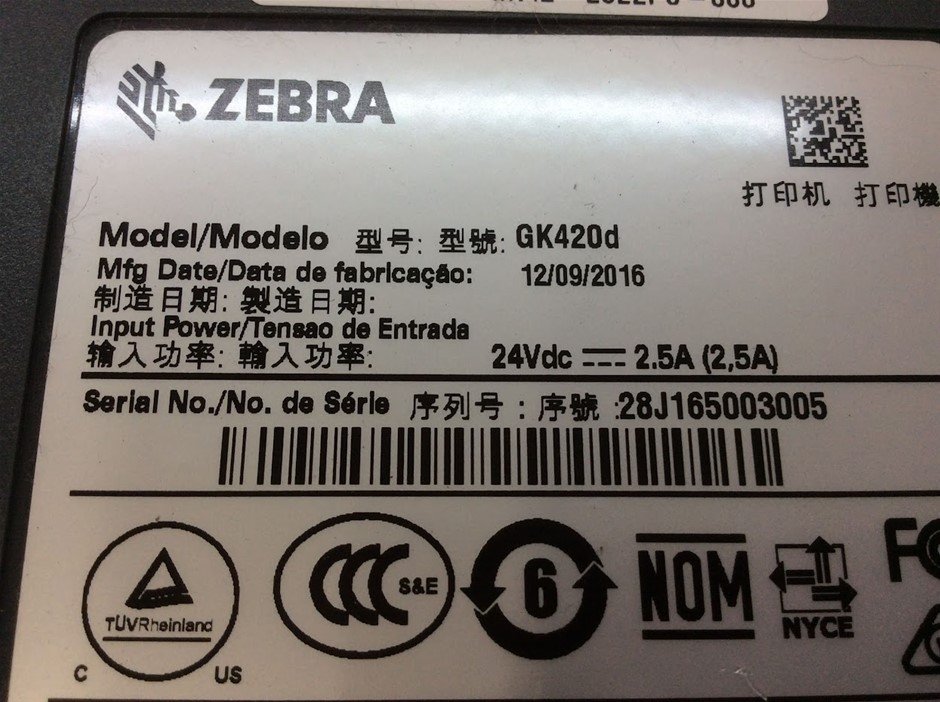 ZEBRA
打印机 打印機
Model/Modelo 型号: 型號: GK420d
Mfg Date/Data de fabricação: 12/09/2016
制造日期: 製造日期:
Input Power/Tensao de Entrada
输入功率: 輸入功率: 24Vdc 2.5A (2,5A)
Serial No./No. de Série 序列号 : 序號 :28J165003005
TÜVRheinland
C US
CCC S&E
6
NOM
NYCE